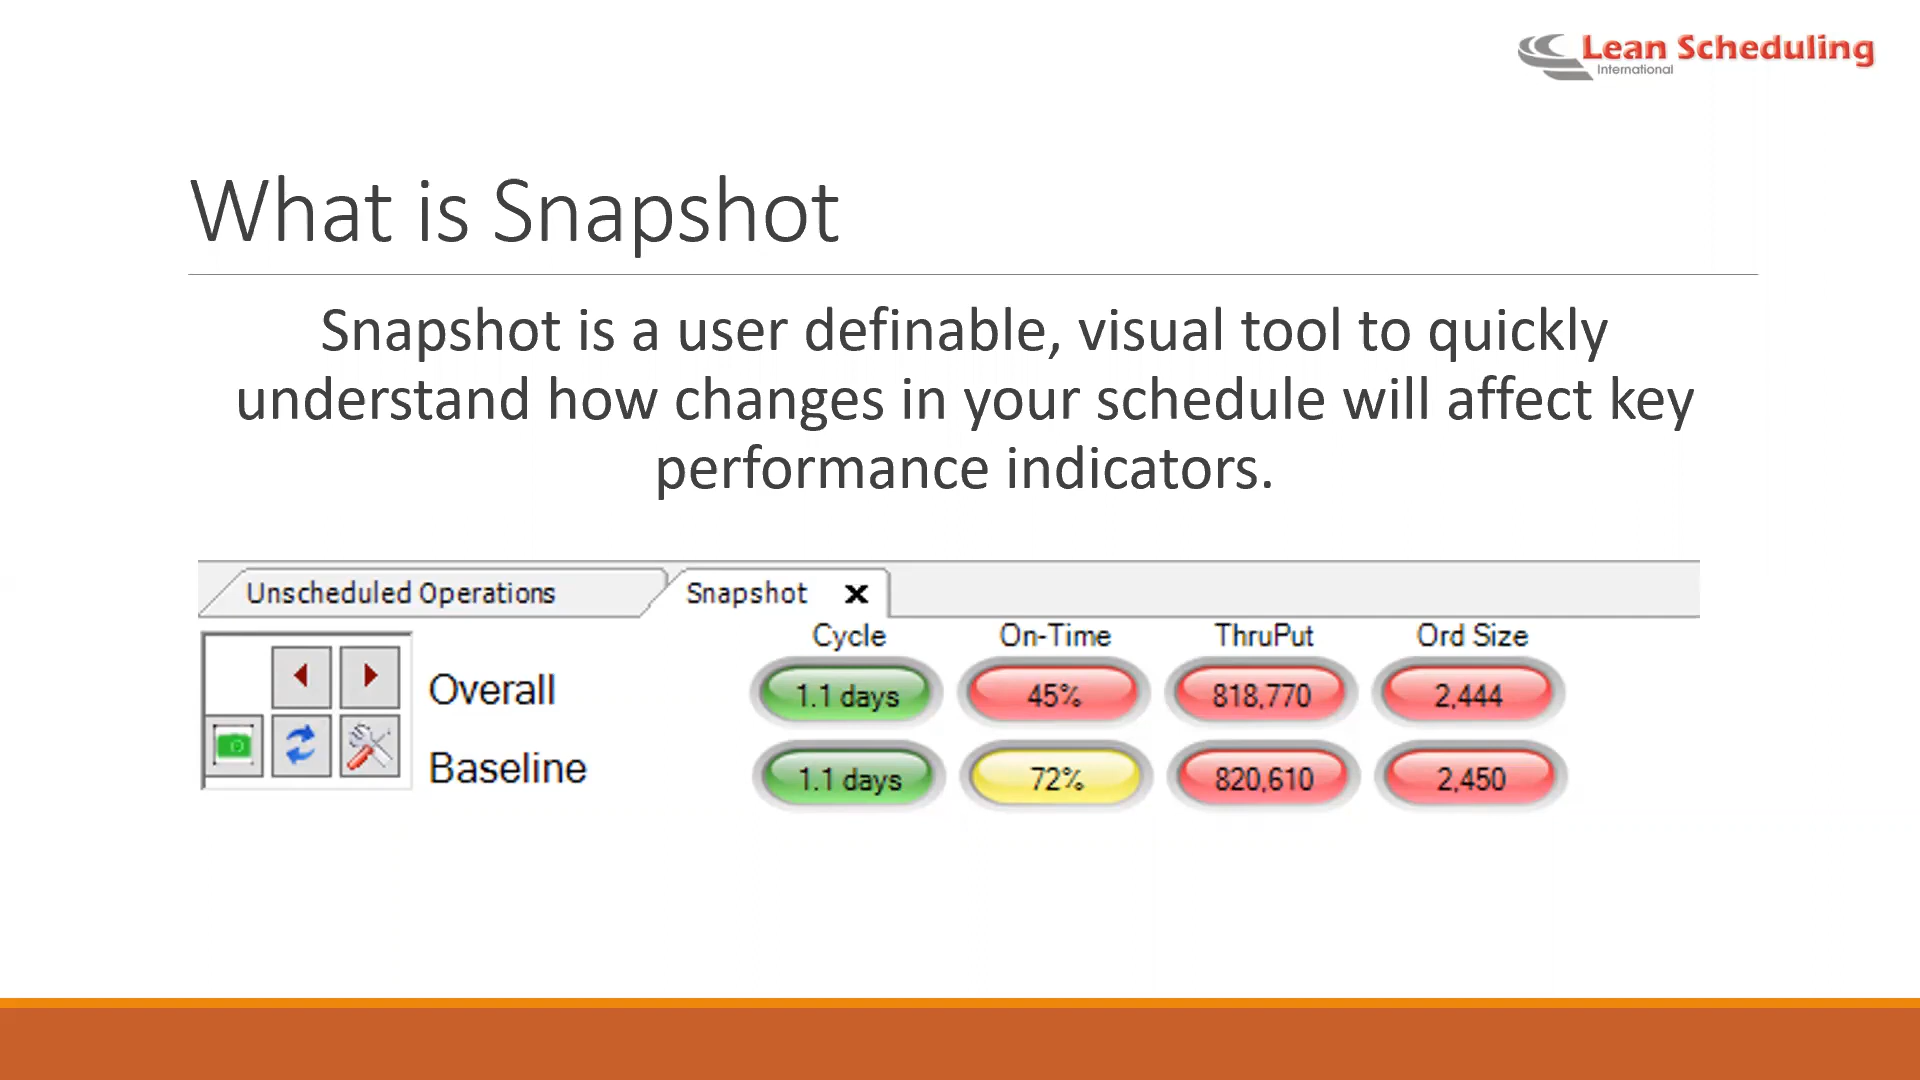 Lean Scheduling
International
What is Snapshot
Snapshot is a user definable, visual tool to quickly
understand how changes in your schedule will affect key
performance indicators.
Unscheduled Operations Snapshot x
Cycle On-Time ThruPut Ord Size
Overall 1.1 days 45% 818,770 2,444
Baseline 1.1 days 72% 820,610 2,450